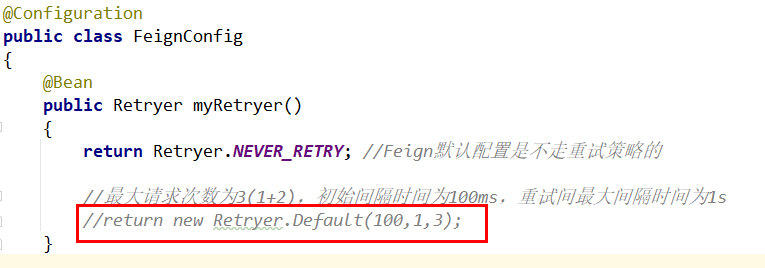 @Configuration
public class FeignConfig
{
@Bean
public Retryer myRetryer()
{
return Retryer.NEVER_RETRY; //Feign默认配置是不走重试策略的
//最大请求次数为3(1+2)，初始间隔时间为100ms，重试间最大间隔时间为1s
//return new Retryer.Default(100,1,3);
}